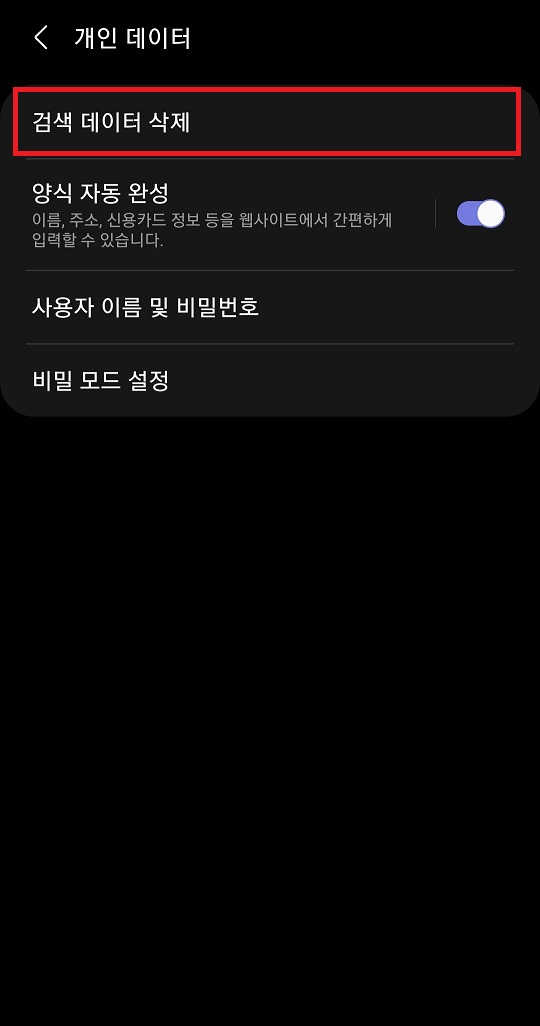 개인 데이터
검색 데이터 삭제
양식 자동 완성
이름, 주소, 신용카드 정보 등을 웹사이트에서 간편하게
입력할 수 있습니다.
사용자 이름 및 비밀번호
비밀 모드 설정